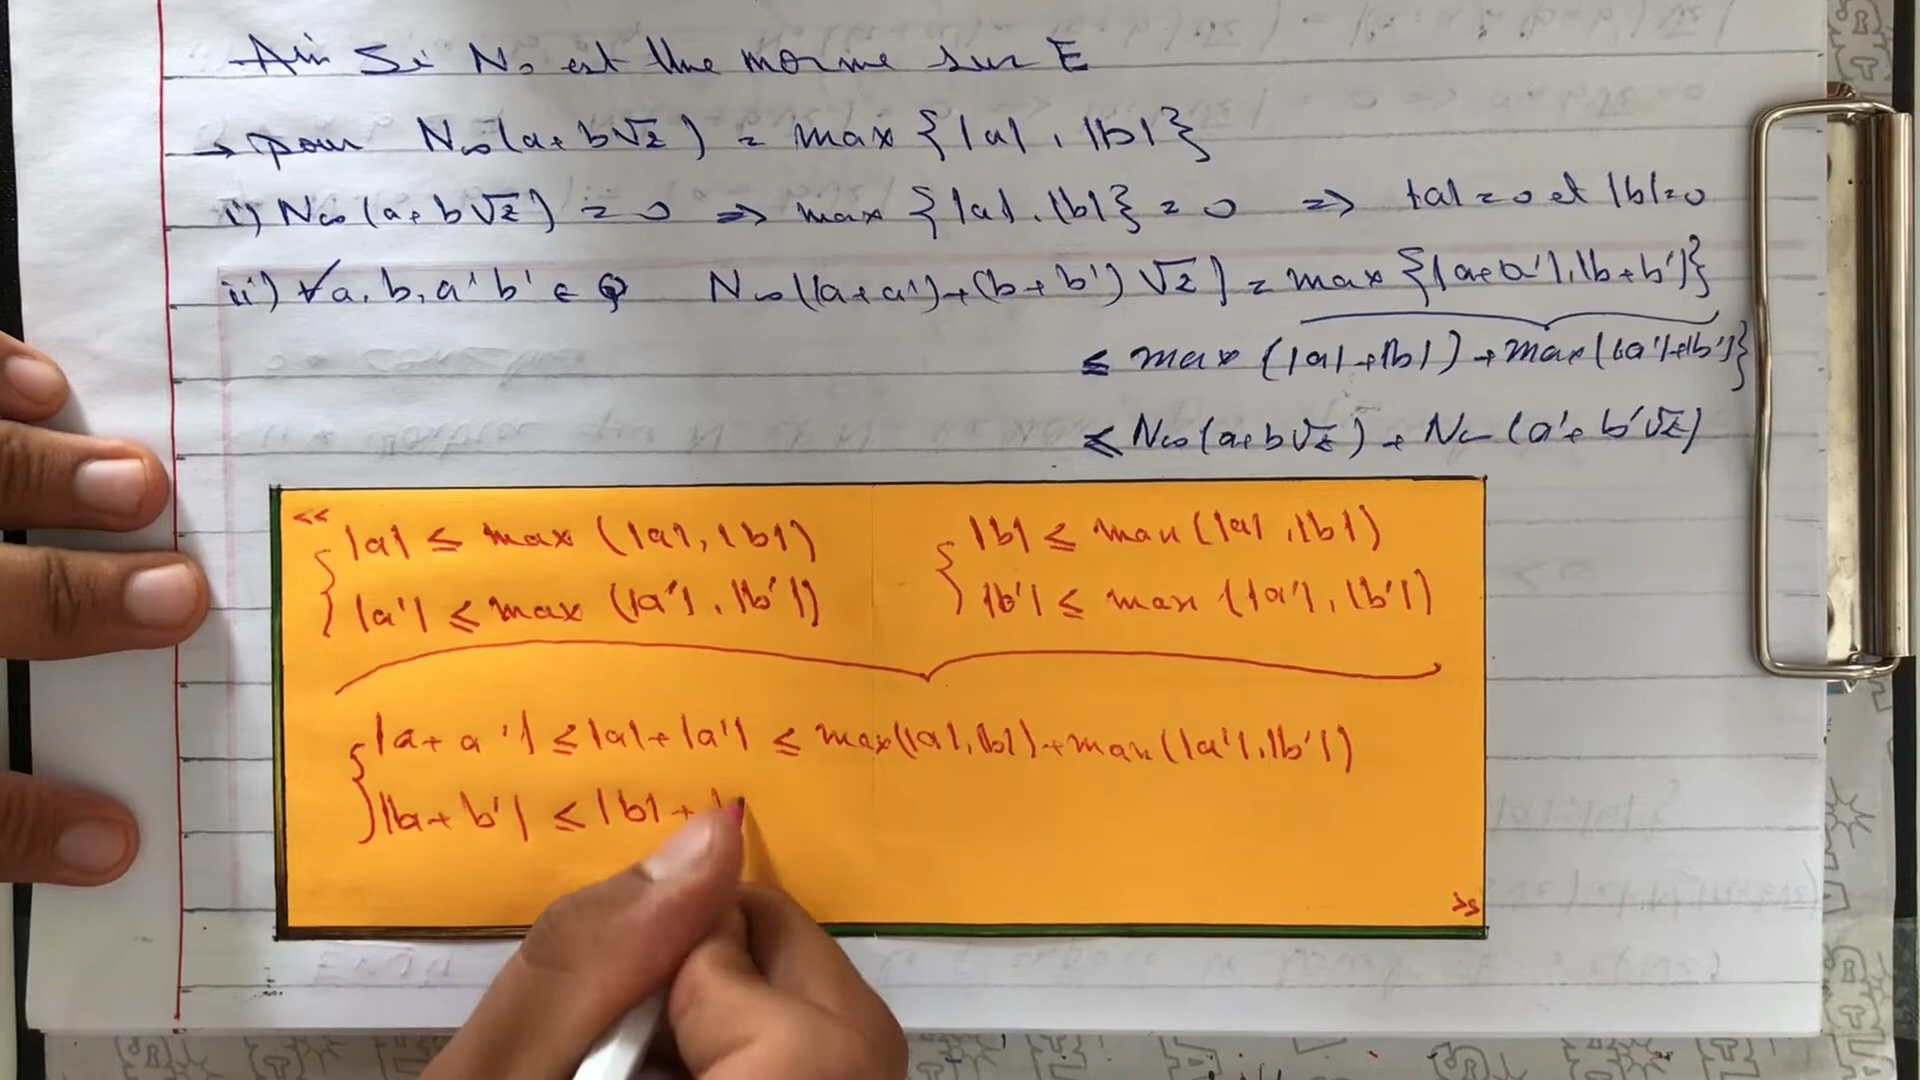 Ainsi N₀ est une norme sur E
→ pour N∞(a+b√2) = max {|a|, |b|}
i) N∞(a+b√2) = 0 => max {|a|, |b|} = 0 => |a| = 0 et |b| = 0
ii) ∀a, b, a' b' ∈ Q N∞((a+a')+(b+b')√2) = max {|a+a'|, |b+b'|}
≤ max (|a|+|b|) + max(|a'|+|b'|}
≤ N∞(a+b√2) + N∞(a'+b'√2)
<< |a| ≤ max (|a|, |b|) |b| ≤ max (|a|, |b|)
|a'| ≤ max (|a'|, |b'|) |b'| ≤ max (|a'|, |b'|)
|a+a'| ≤ |a|+|a'| ≤ max(|a|, |b|)+max(|a'|, |b'|)
|b+b'| ≤ |b| +
>>